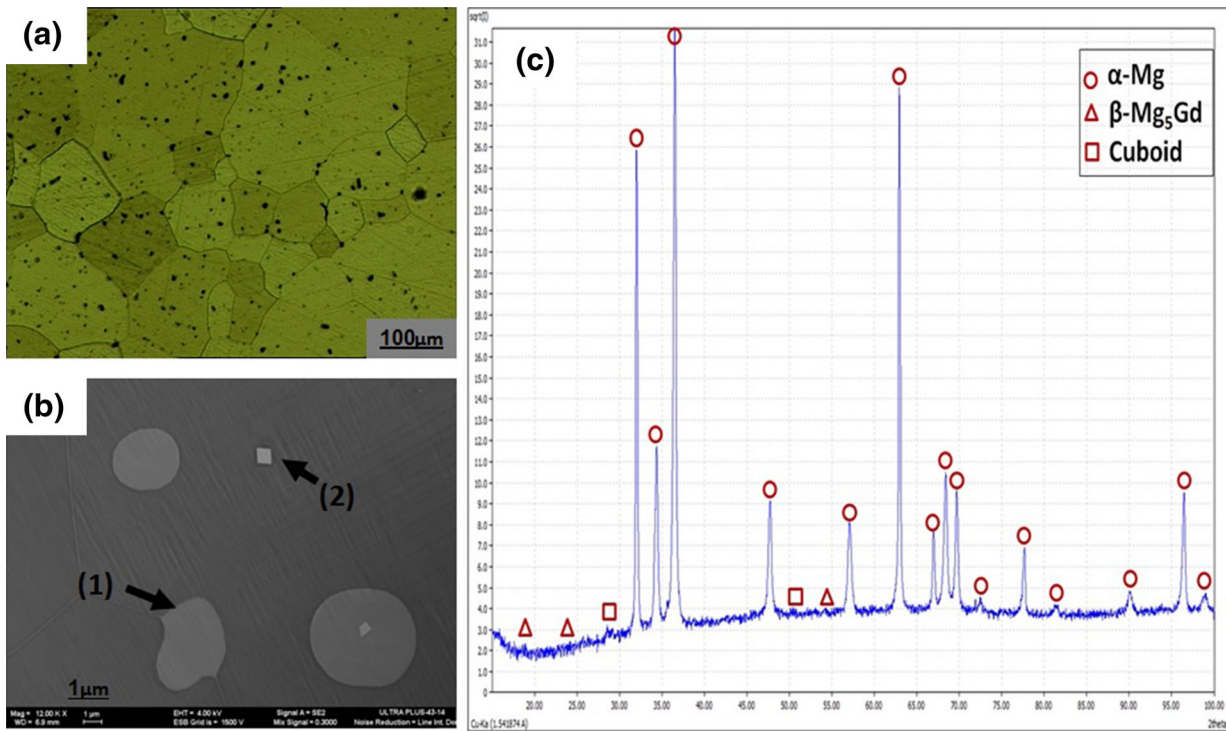 (a)
100µm
(b)
(2)
(1)
1µm
Mag = 12.00 K X
1 µm
EHT = 4.00 kV
Signal A = SE2
ULTRA PLUS-43-14
WD = 6.9 mm
ESB Grid is = 1500 V
Mix Signal = 0.3000
Noise Reduction = Line Int. Do
(c)
sqrt(I)
31.0
30.0
29.0
28.0
27.0
26.0
25.0
24.0
23.0
22.0
21.0
20.0
19.0
18.0
17.0
16.0
15.0
14.0
13.0
12.0
11.0
10.0
9.0
8.0
7.0
6.0
5.0
4.0
3.0
2.0
1.0
0.0
α-Mg
β-Mg₅Gd
Cuboid
20.00 25.00 30.00 35.00 40.00 45.00 50.00 55.00 60.00 65.00 70.00 75.00 80.00 85.00 90.00 95.00 100.00
Cu-Ka (1.541874 A)
2theta